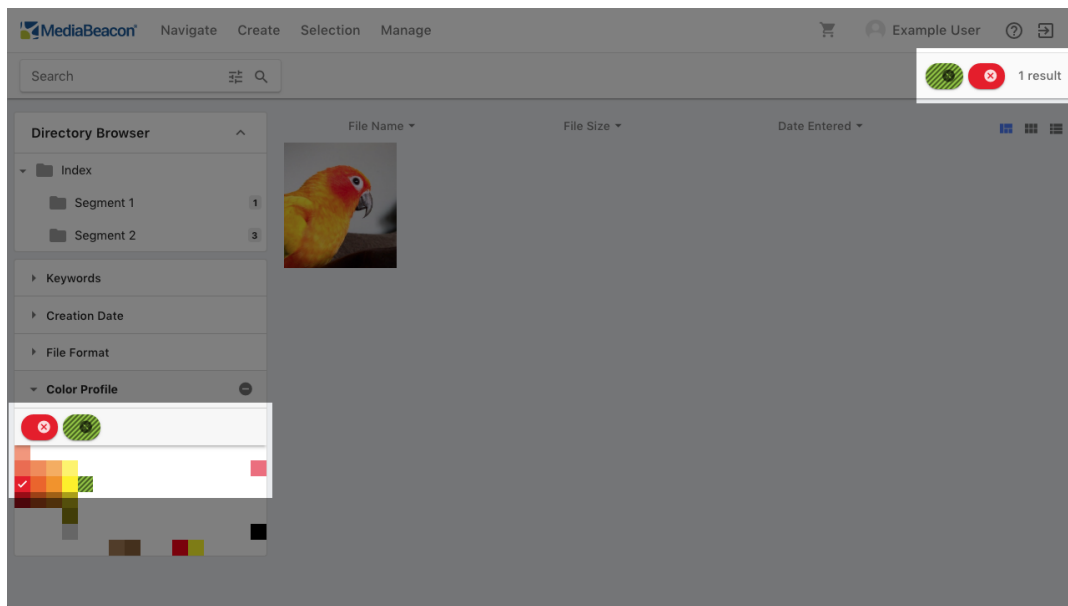 MediaBeacon Navigate Create Selection Manage Example User
Search
1 result
Directory Browser
File Name File Size Date Entered
Index
Segment 1 1
Segment 2 3
Keywords
Creation Date
File Format
Color Profile